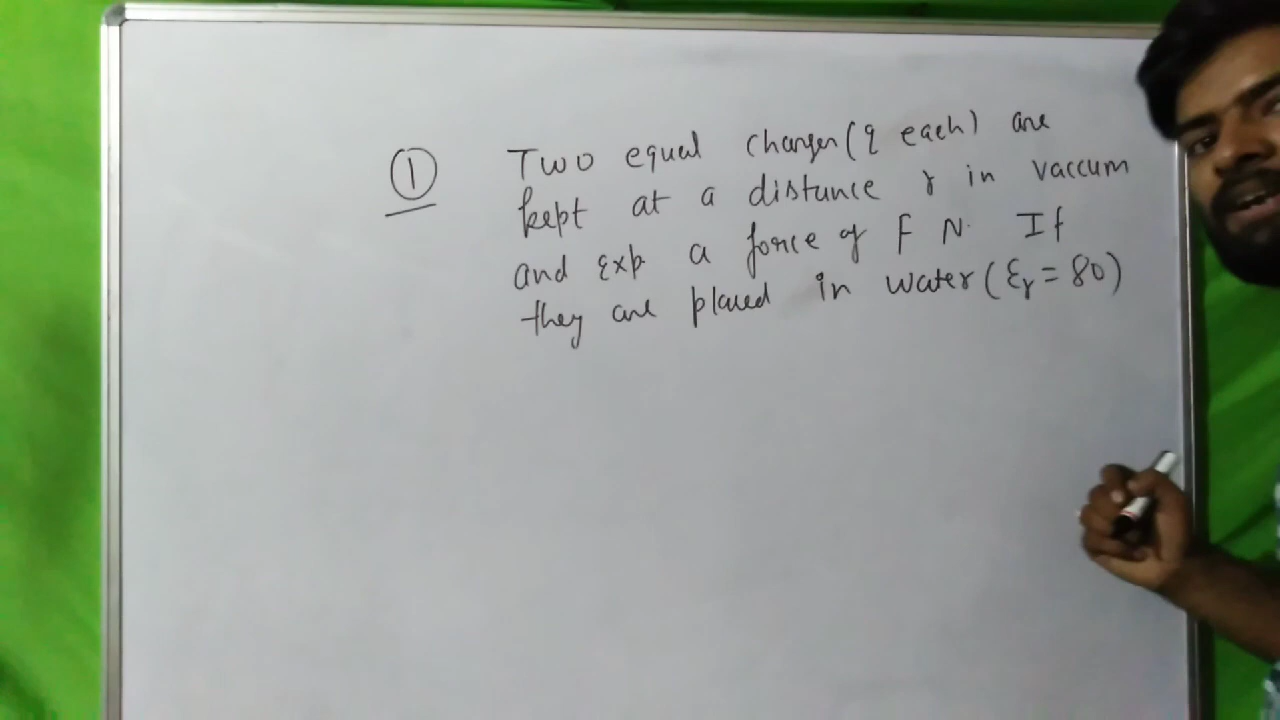 ① Two equal charges (q each) are
kept at a distance r in vaccum
and exp. a force of F N. If
they are placed in water (εr = 80)